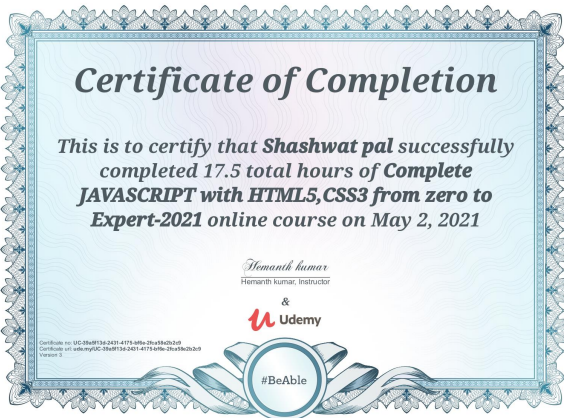 Certificate of Completion
This is to certify that Shashwat pal successfully
completed 17.5 total hours of Complete
JAVASCRIPT with HTML5,CSS3 from zero to
Expert-2021 online course on May 2, 2021
Hemanth kumar
Hemanth kumar, Instructor
&
Udemy
Certificate no: UC-39a9f13d-2431-4175-bf6e-2fca58e2b2c9
Certificate url: ude.my/UC-39a9f13d-2431-4175-bf6e-2fca58e2b2c9
Version 3
#BeAble